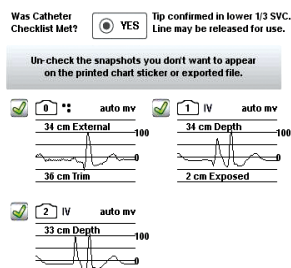 Was Catheter
Checklist Met?
YES
Tip confirmed in lower 1/3 SVC.
Line may be released for use.
Un-check the snapshots you don't want to appear
on the printed chart sticker or exported file.
0 auto mv
34 cm External
100
0
36 cm Trim
1 IV auto mv
34 cm Depth
100
0
2 cm Exposed
2 IV auto mv
33 cm Depth
100
0